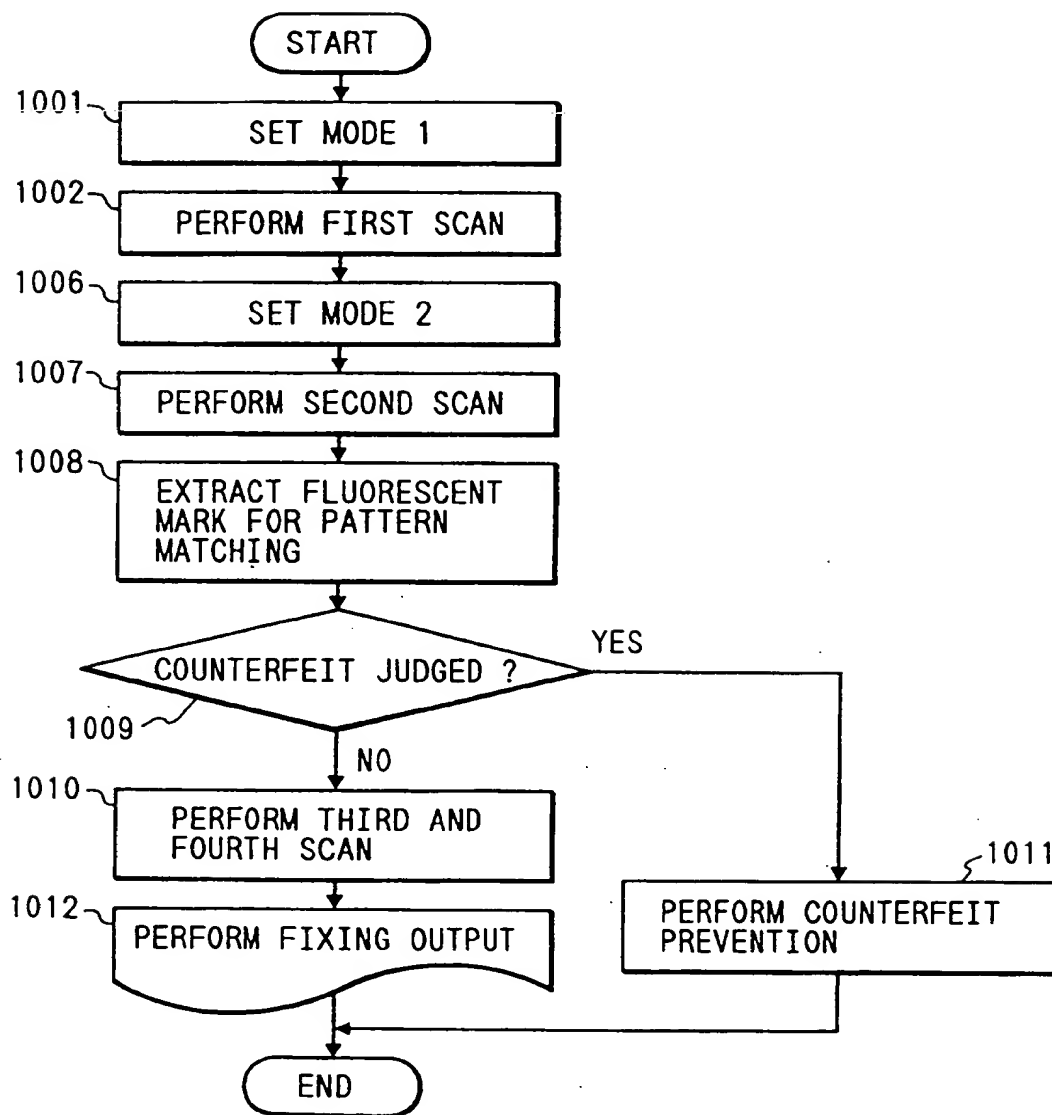 START
1001
SET MODE 1
1002
PERFORM FIRST SCAN
1006
SET MODE 2
1007
PERFORM SECOND SCAN
1008
EXTRACT FLUORESCENT
MARK FOR PATTERN
MATCHING
YES
COUNTERFEIT JUDGED ?
1009
NO
1010
PERFORM THIRD AND
FOURTH SCAN
1011
PERFORM COUNTERFEIT
PREVENTION
1012
PERFORM FIXING OUTPUT
END